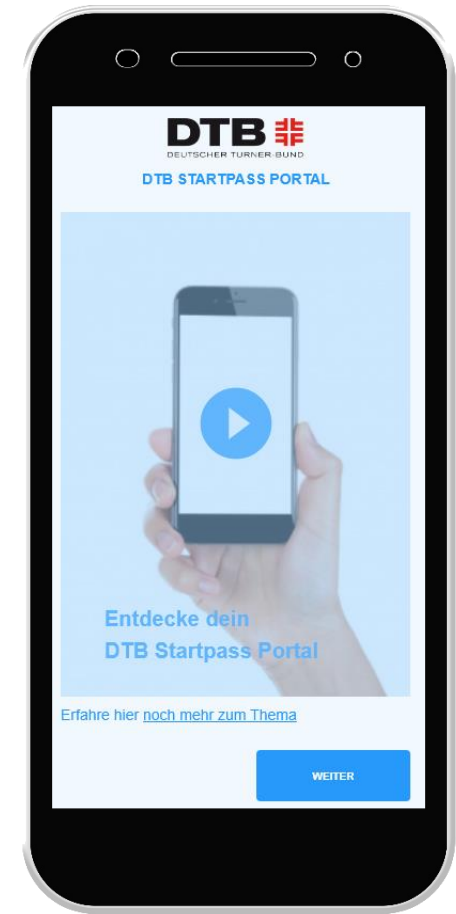 DTB
DEUTSCHER TURNER-BUND
DTB STARTPASS PORTAL
Entdecke dein
DTB Startpass Portal
Erfahre hier noch mehr zum Thema
WEITER